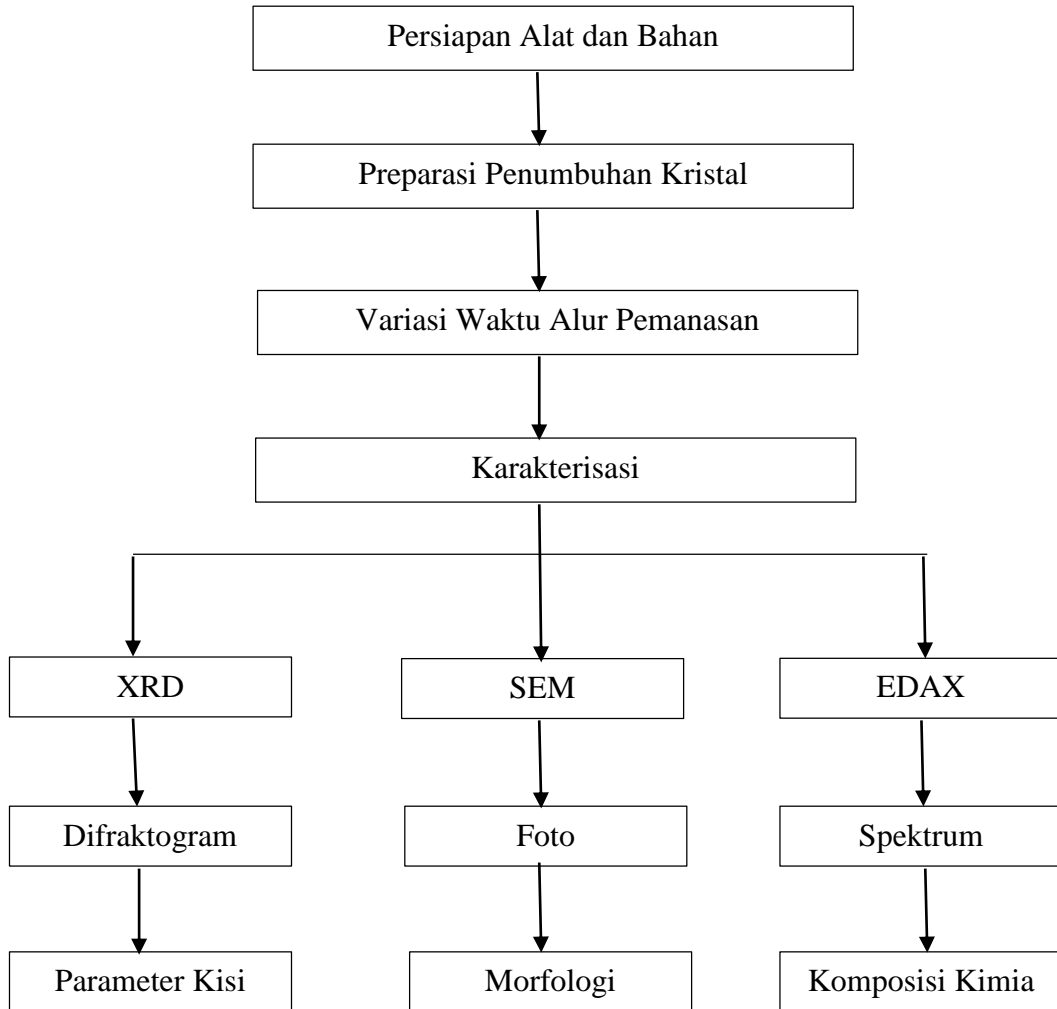 Persiapan Alat dan Bahan
Preparasi Penumbuhan Kristal
Variasi Waktu Alur Pemanasan
Karakterisasi
XRD
SEM
EDAX
Difraktogram
Foto
Spektrum
Parameter Kisi
Morfologi
Komposisi Kimia